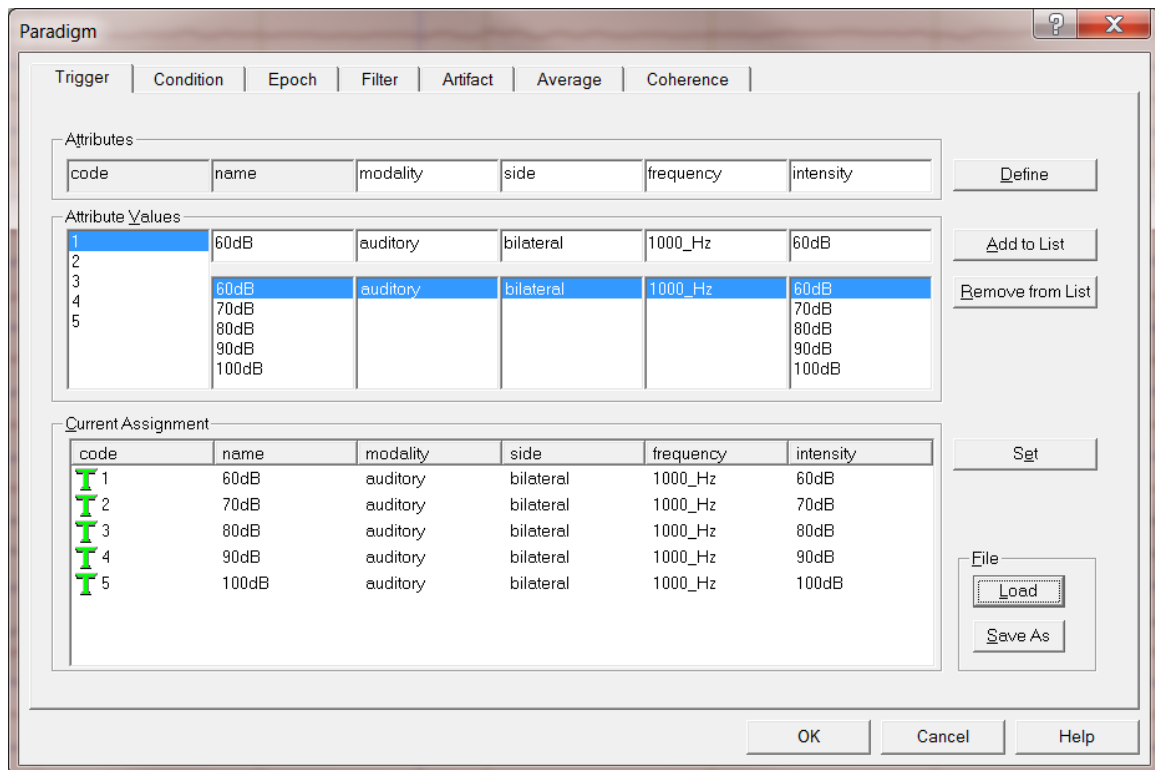 Paradigm
Trigger Condition Epoch Filter Artifact Average Coherence
Attributes
code name modality side frequency intensity Define
Attribute Values
1 60dB auditory bilateral 1000_Hz 60dB Add to List
2
3 60dB auditory bilateral 1000_Hz 60dB Remove from List
4 70dB 70dB
5 80dB 80dB
90dB 90dB
100dB 100dB
Current Assignment
code name modality side frequency intensity Set
T 1 60dB auditory bilateral 1000_Hz 60dB
T 2 70dB auditory bilateral 1000_Hz 70dB
T 3 80dB auditory bilateral 1000_Hz 80dB
T 4 90dB auditory bilateral 1000_Hz 90dB
File
T 5 100dB auditory bilateral 1000_Hz 100dB
Load
Save As
OK Cancel Help